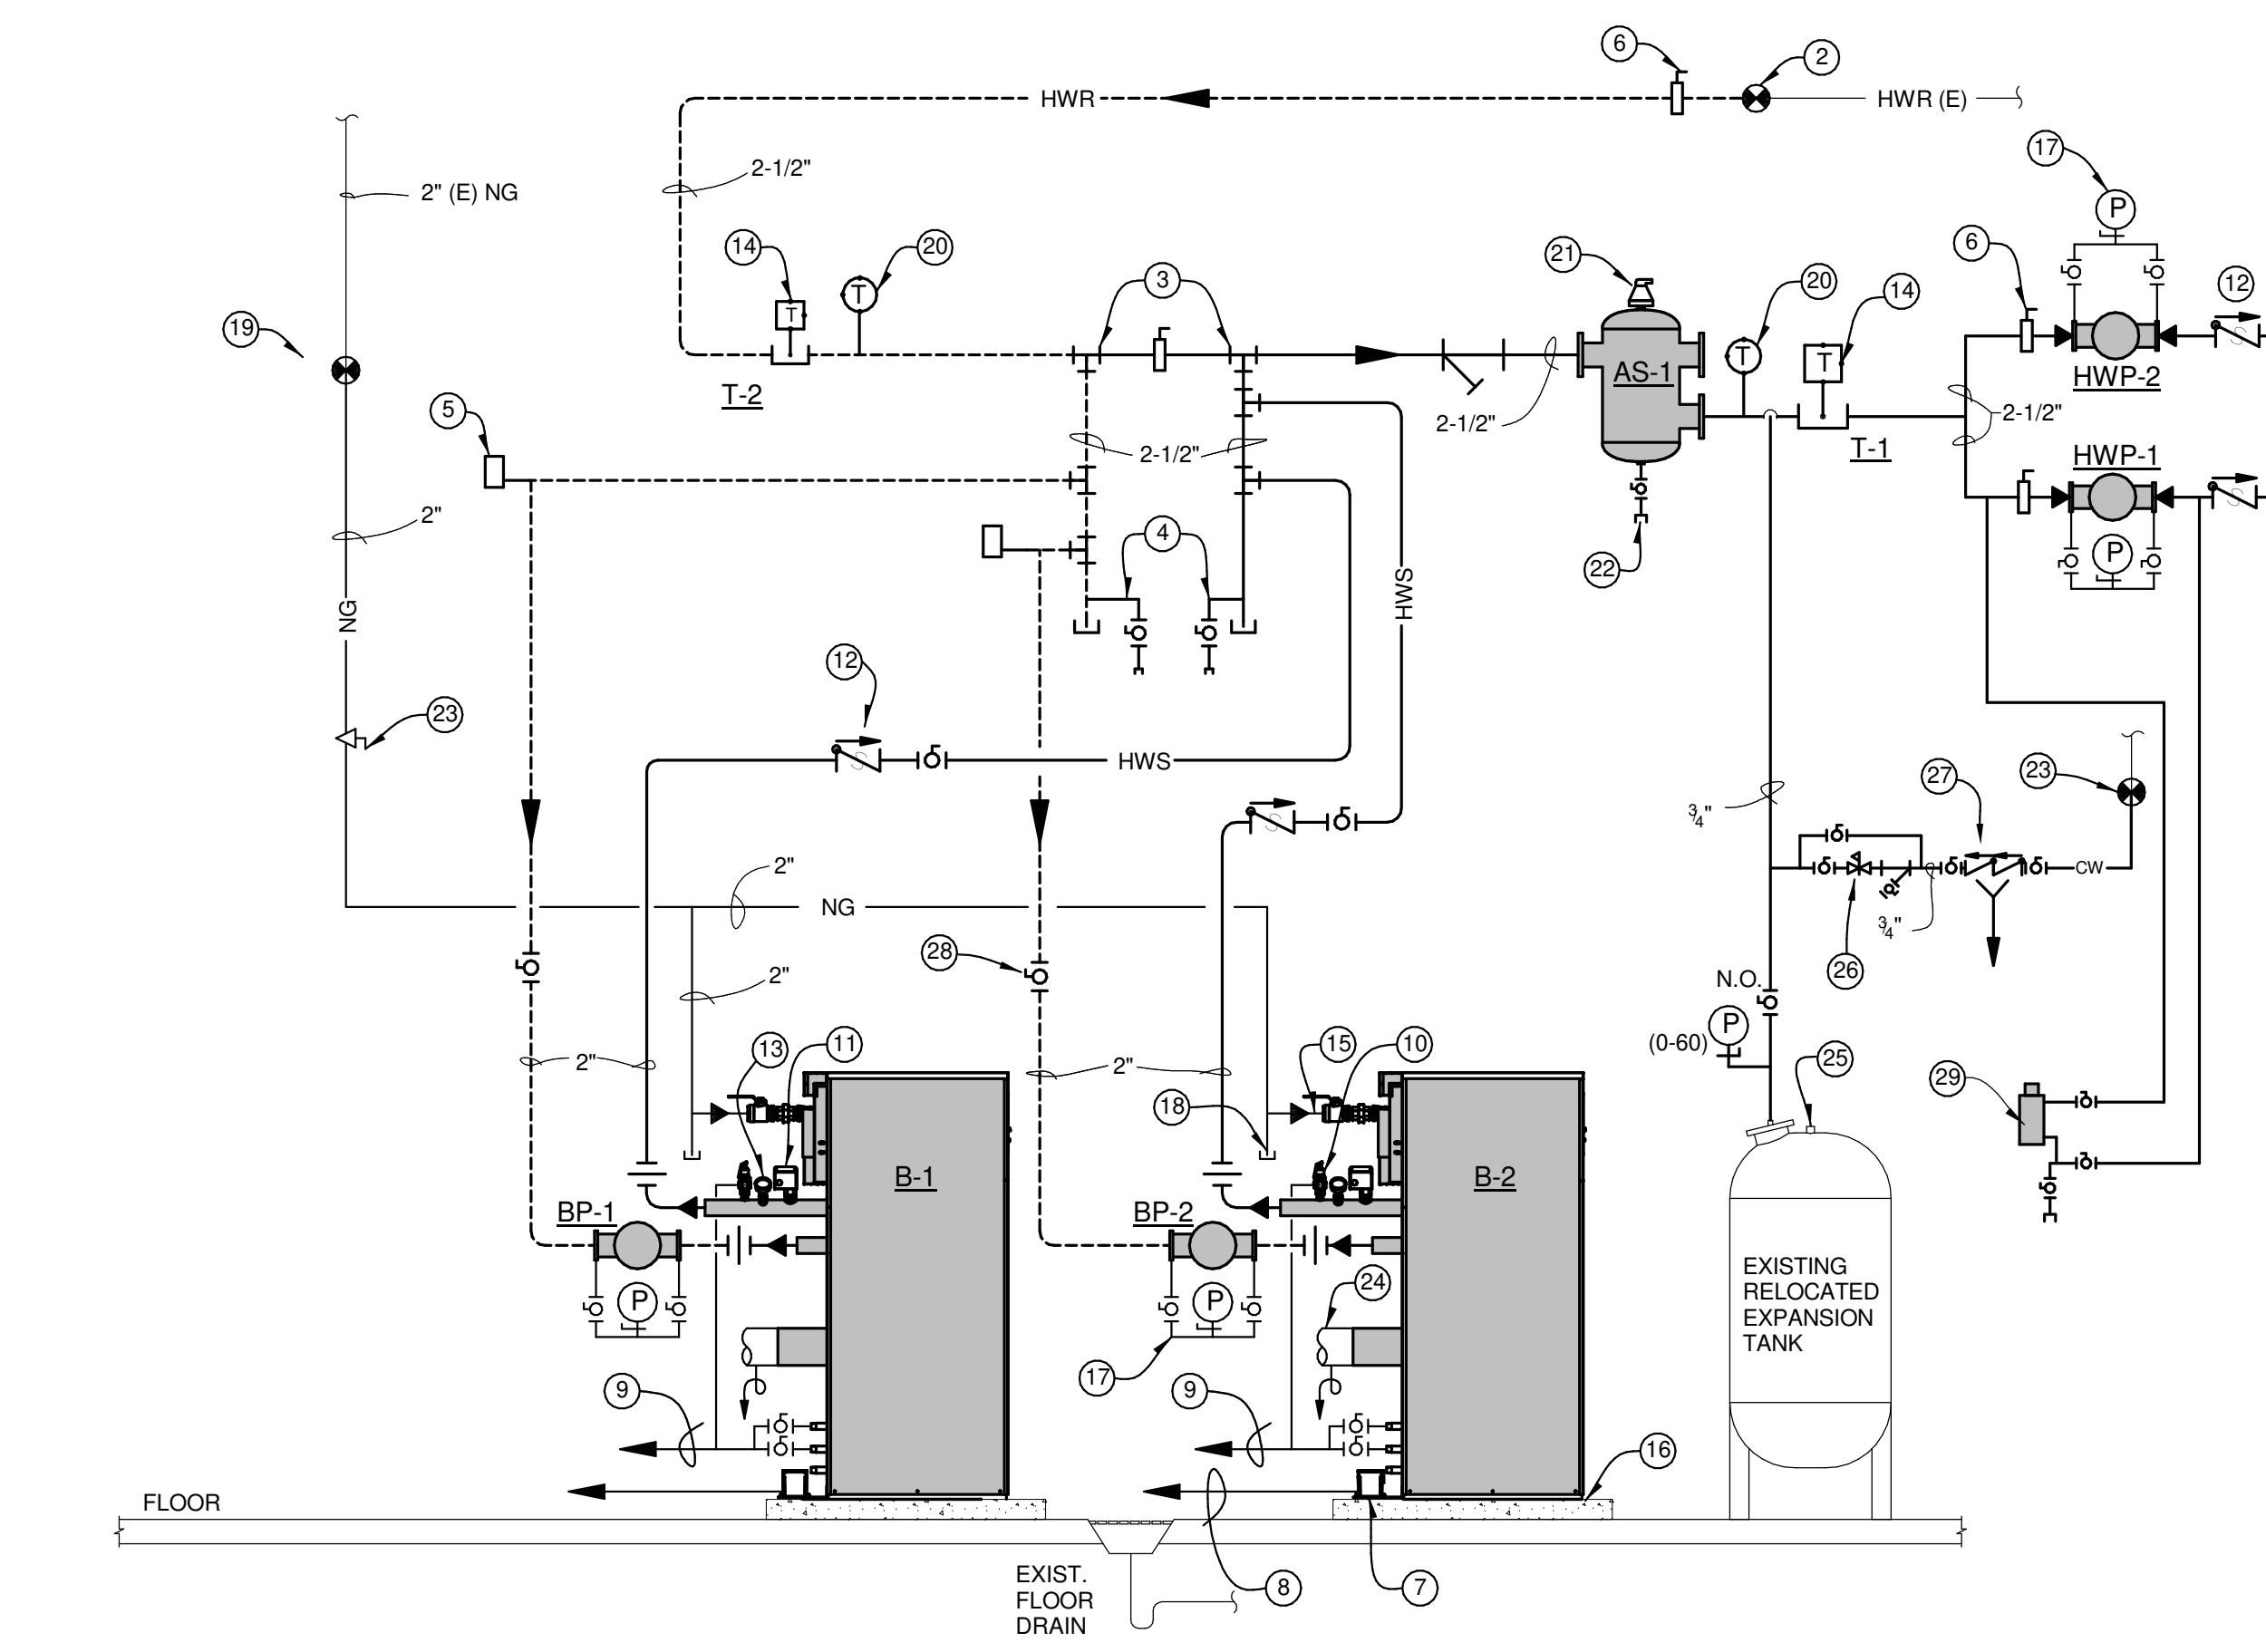 6
2
HWR
HWR (E)
17
2-1/2"
2" (E) NG
P
14
20
21
20
14
6
12
3
T
T
19
T
T
AS-1
HWP-2
T-2
5
2-1/2"
2-1/2"
2-1/2"
T-1
HWP-1
2"
4
P
22
HWS
NG
12
23
HWS
27
23
3/4"
2"
CW
NG
3/4"
28
26
2"
N.O.
P
(0-60)
2"
13
11
2"
15
10
25
18
29
B-1
B-2
BP-1
BP-2
EXISTING
RELOCATED
EXPANSION
TANK
P
P
24
17
9
9
16
FLOOR
EXIST.
FLOOR
DRAIN
8
7